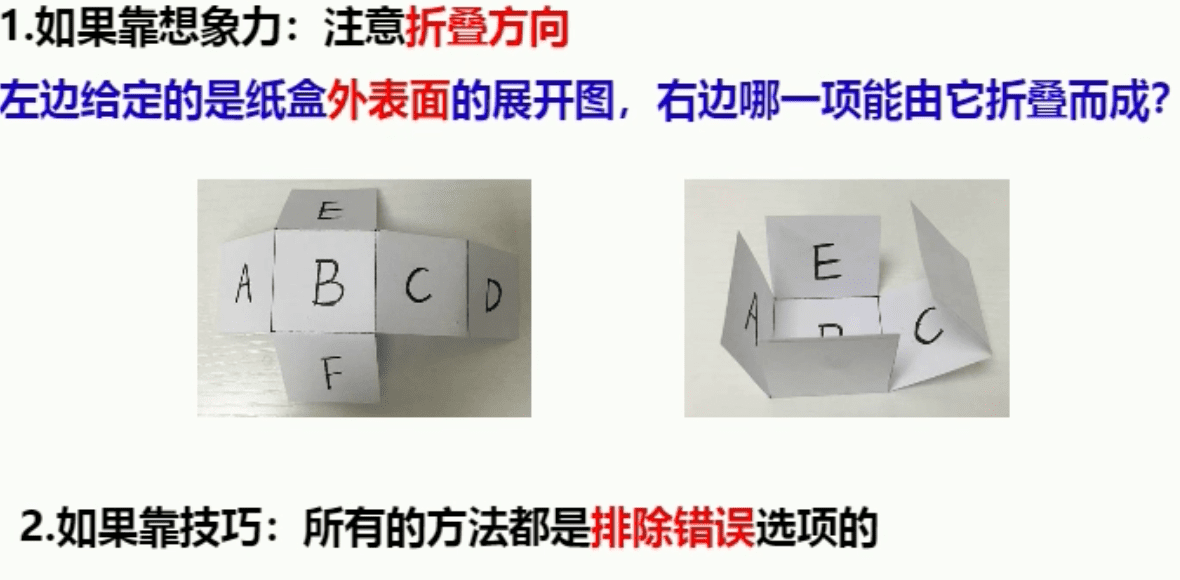 1.如果靠想象力：注意折叠方向
左边给定的是纸盒外表面的展开图，右边哪一项能由它折叠而成？
E
A B C D
F
E
A C
2.如果靠技巧：所有的方法都是排除错误选项的